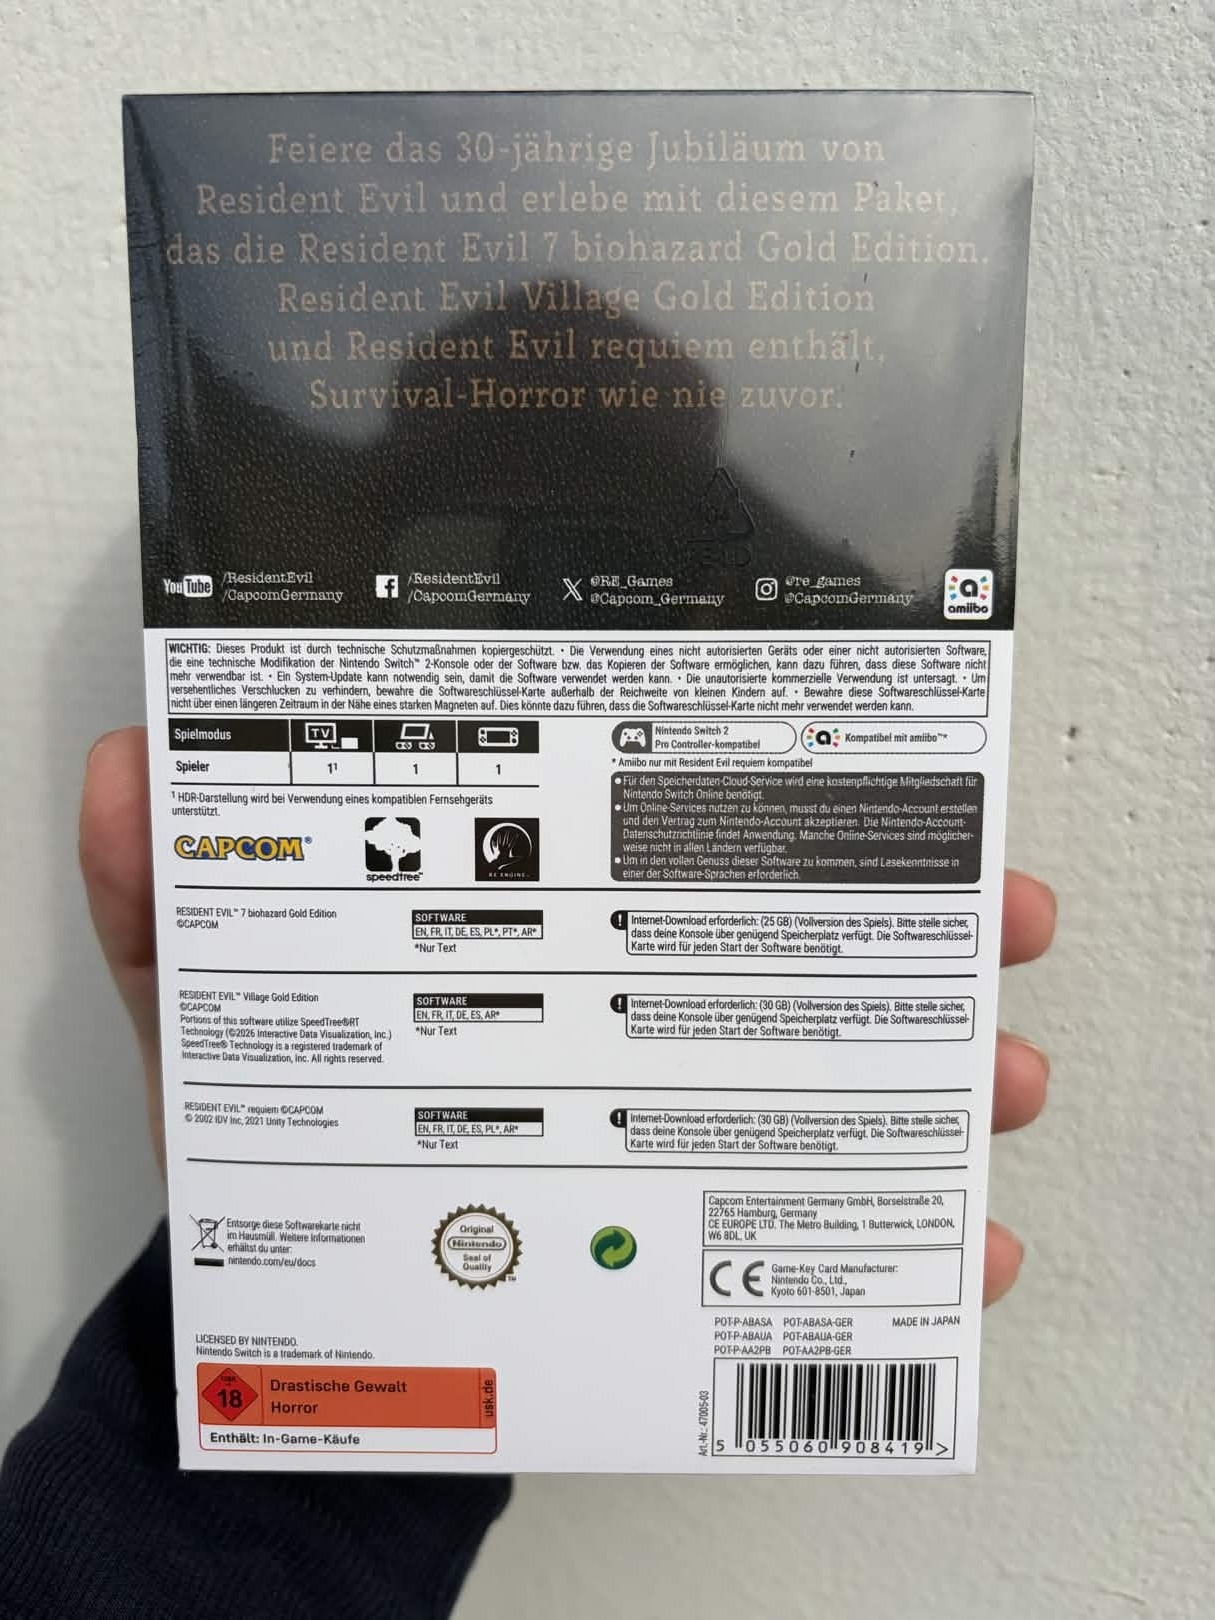 Feiere das 30-jährige Jubiläum von
Resident Evil und erlebe mit diesem Paket,
das die Resident Evil 7 biohazard Gold Edition.
Resident Evil Village Gold Edition
und Resident Evil requiem enthält,
Survival-Horror wie nie zuvor.
YouTube /ResidentEvil
/CapcomGermany
/ResidentEvil
/CapcomGermany
@RE_Games
@Capcom_Germany
@re_games
@CapcomGermany
amiibo
WICHTIG: Dieses Produkt ist durch technische Schutzmaßnahmen kopiergeschützt. • Die Verwendung eines nicht autorisierten Geräts oder einer nicht autorisierten Software,
die eine technische Modifikation der Nintendo Switch™ 2-Konsole oder der Software bzw. das Kopieren der Software ermöglichen, kann dazu führen, dass diese Software nicht
mehr verwendbar ist. • Ein System-Update kann notwendig sein, damit die Software verwendet werden kann. • Die unautorisierte kommerzielle Verwendung ist untersagt. • Um
versehentliches Verschlucken zu verhindern, bewahre die Softwareschlüssel-Karte außerhalb der Reichweite von kleinen Kindern auf. • Bewahre diese Softwareschlüssel-Karte
nicht über einen längeren Zeitraum in der Nähe eines starken Magneten auf. Dies könnte dazu führen, dass die Softwareschlüssel-Karte nicht mehr verwendet werden kann.
Spielmodus TV
Spieler 1¹ 1 1
¹ HDR-Darstellung wird bei Verwendung eines kompatiblen Fernsehgeräts
unterstützt.
CAPCOM®
speedtree™
RE ENGINE
Nintendo Switch 2
Pro Controller-kompatibel
Kompatibel mit amiibo™*
* Amiibo nur mit Resident Evil requiem kompatibel
• Für den Speicherdaten-Cloud-Service wird eine kostenpflichtige Mitgliedschaft für
Nintendo Switch Online benötigt.
• Um Online-Services nutzen zu können, musst du einen Nintendo-Account erstellen
und den Vertrag zum Nintendo-Account akzeptieren. Die Nintendo-Account-
Datenschutzrichtlinie findet Anwendung. Manche Online-Services sind möglicher-
weise nicht in allen Ländern verfügbar.
• Um in den vollen Genuss dieser Software zu kommen, sind Lesekenntnisse in
einer der Software-Sprachen erforderlich.
RESIDENT EVIL™ 7 biohazard Gold Edition
©CAPCOM
SOFTWARE
EN, FR, IT, DE, ES, PL*, PT*, AR*
*Nur Text
! Internet-Download erforderlich: (25 GB) (Vollversion des Spiels). Bitte stelle sicher,
dass deine Konsole über genügend Speicherplatz verfügt. Die Softwareschlüssel-
Karte wird für jeden Start der Software benötigt.
RESIDENT EVIL™ Village Gold Edition
©CAPCOM
Portions of this software utilize SpeedTree®RT
Technology (©2026 Interactive Data Visualization, Inc.)
SpeedTree® Technology is a registered trademark of
Interactive Data Visualization, Inc. All rights reserved.
SOFTWARE
EN, FR, IT, DE, ES, AR*
*Nur Text
! Internet-Download erforderlich: (30 GB) (Vollversion des Spiels). Bitte stelle sicher,
dass deine Konsole über genügend Speicherplatz verfügt. Die Softwareschlüssel-
Karte wird für jeden Start der Software benötigt.
RESIDENT EVIL™ requiem ©CAPCOM
© 2002 IDV Inc, 2021 Unity Technologies
SOFTWARE
EN, FR, IT, DE, ES, PL*, AR*
*Nur Text
! Internet-Download erforderlich: (30 GB) (Vollversion des Spiels). Bitte stelle sicher,
dass deine Konsole über genügend Speicherplatz verfügt. Die Softwareschlüssel-
Karte wird für jeden Start der Software benötigt.
Entsorge diese Softwarekarte nicht
im Hausmüll. Weitere Informationen
erhältst du unter:
nintendo.com/eu/docs
Original
Nintendo
Seal of
Quality
TM
Capcom Entertainment Germany GmbH, Borselstraße 20,
22765 Hamburg, Germany
CE EUROPE LTD. The Metro Building, 1 Butterwick, LONDON,
W6 8DL, UK
CE
Game-Key Card Manufacturer:
Nintendo Co., Ltd.,
Kyoto 601-8501, Japan
POT-P-ABASA POT-ABASA-GER MADE IN JAPAN
POT-P-ABAUA POT-ABAUA-GER
POT-P-AA2PB POT-AA2PB-GER
LICENSED BY NINTENDO.
Nintendo Switch is a trademark of Nintendo.
USK
18
Drastische Gewalt
Horror
usk.de
Enthält: In-Game-Käufe
Art.-Nr.: 47005-03
5 055060 908419 >